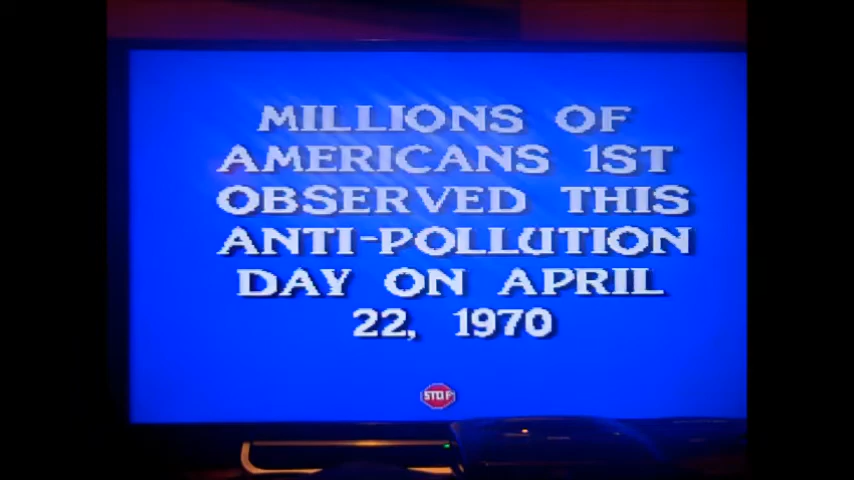 MILLIONS OF
AMERICANS 1ST
OBSERVED THIS
ANTI-POLLUTION
DAY ON APRIL
22, 1970
STOP